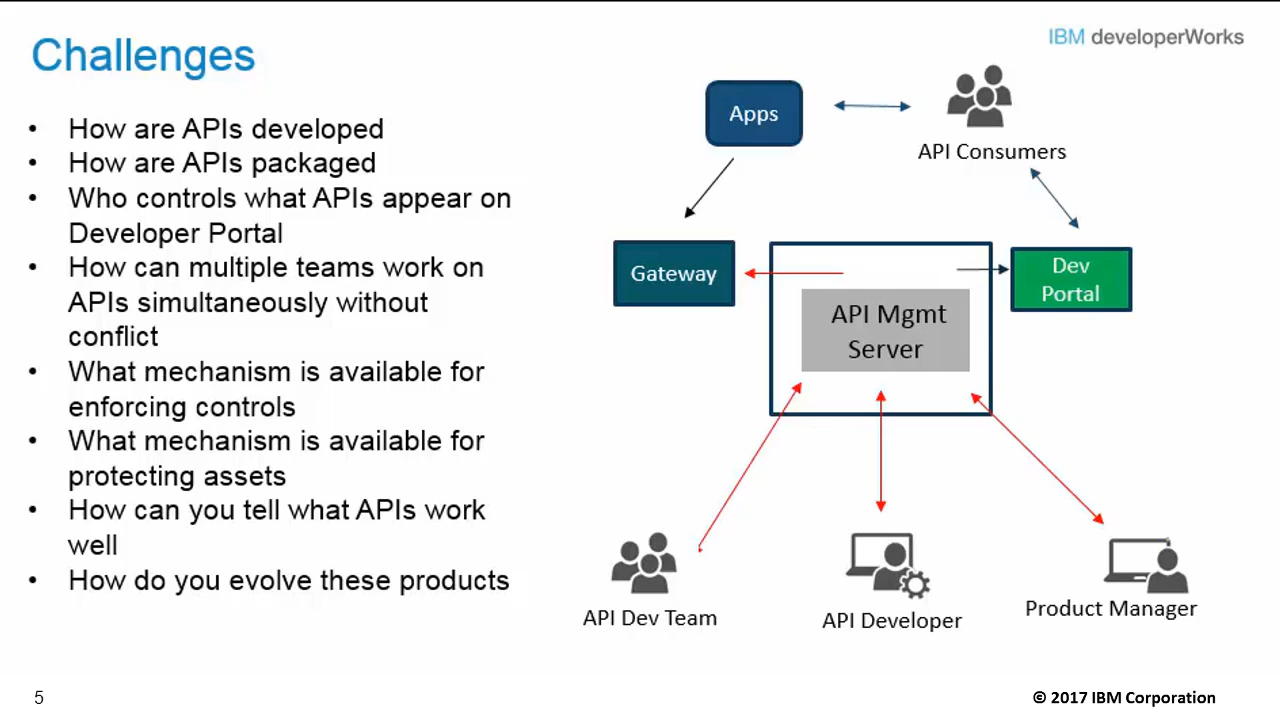 IBM developerWorks
Challenges
• How are APIs developed
• How are APIs packaged
• Who controls what APIs appear on
Developer Portal
• How can multiple teams work on
APIs simultaneously without
conflict
• What mechanism is available for
enforcing controls
• What mechanism is available for
protecting assets
• How can you tell what APIs work
well
• How do you evolve these products
Apps
API Consumers
Gateway
API Mgmt
Server
Dev
Portal
API Dev Team
API Developer
Product Manager
5
© 2017 IBM Corporation